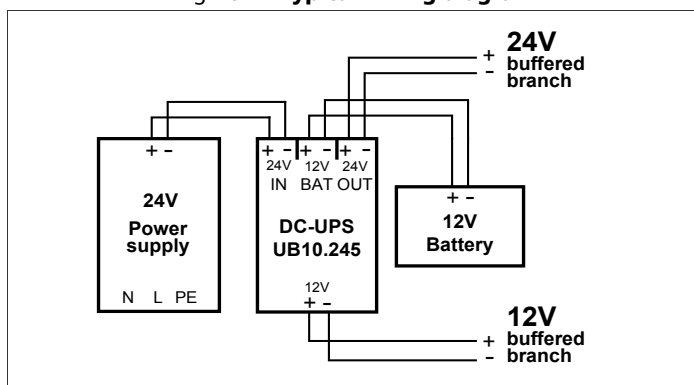 24V
+ buffered
- branch
+ -
24V
Power
supply
N L PE
+ - + - + -
24V 12V 24V
IN BAT OUT
DC-UPS
UB10.245
12V
+ -
+ -
12V
Battery
12V
+ buffered
- branch